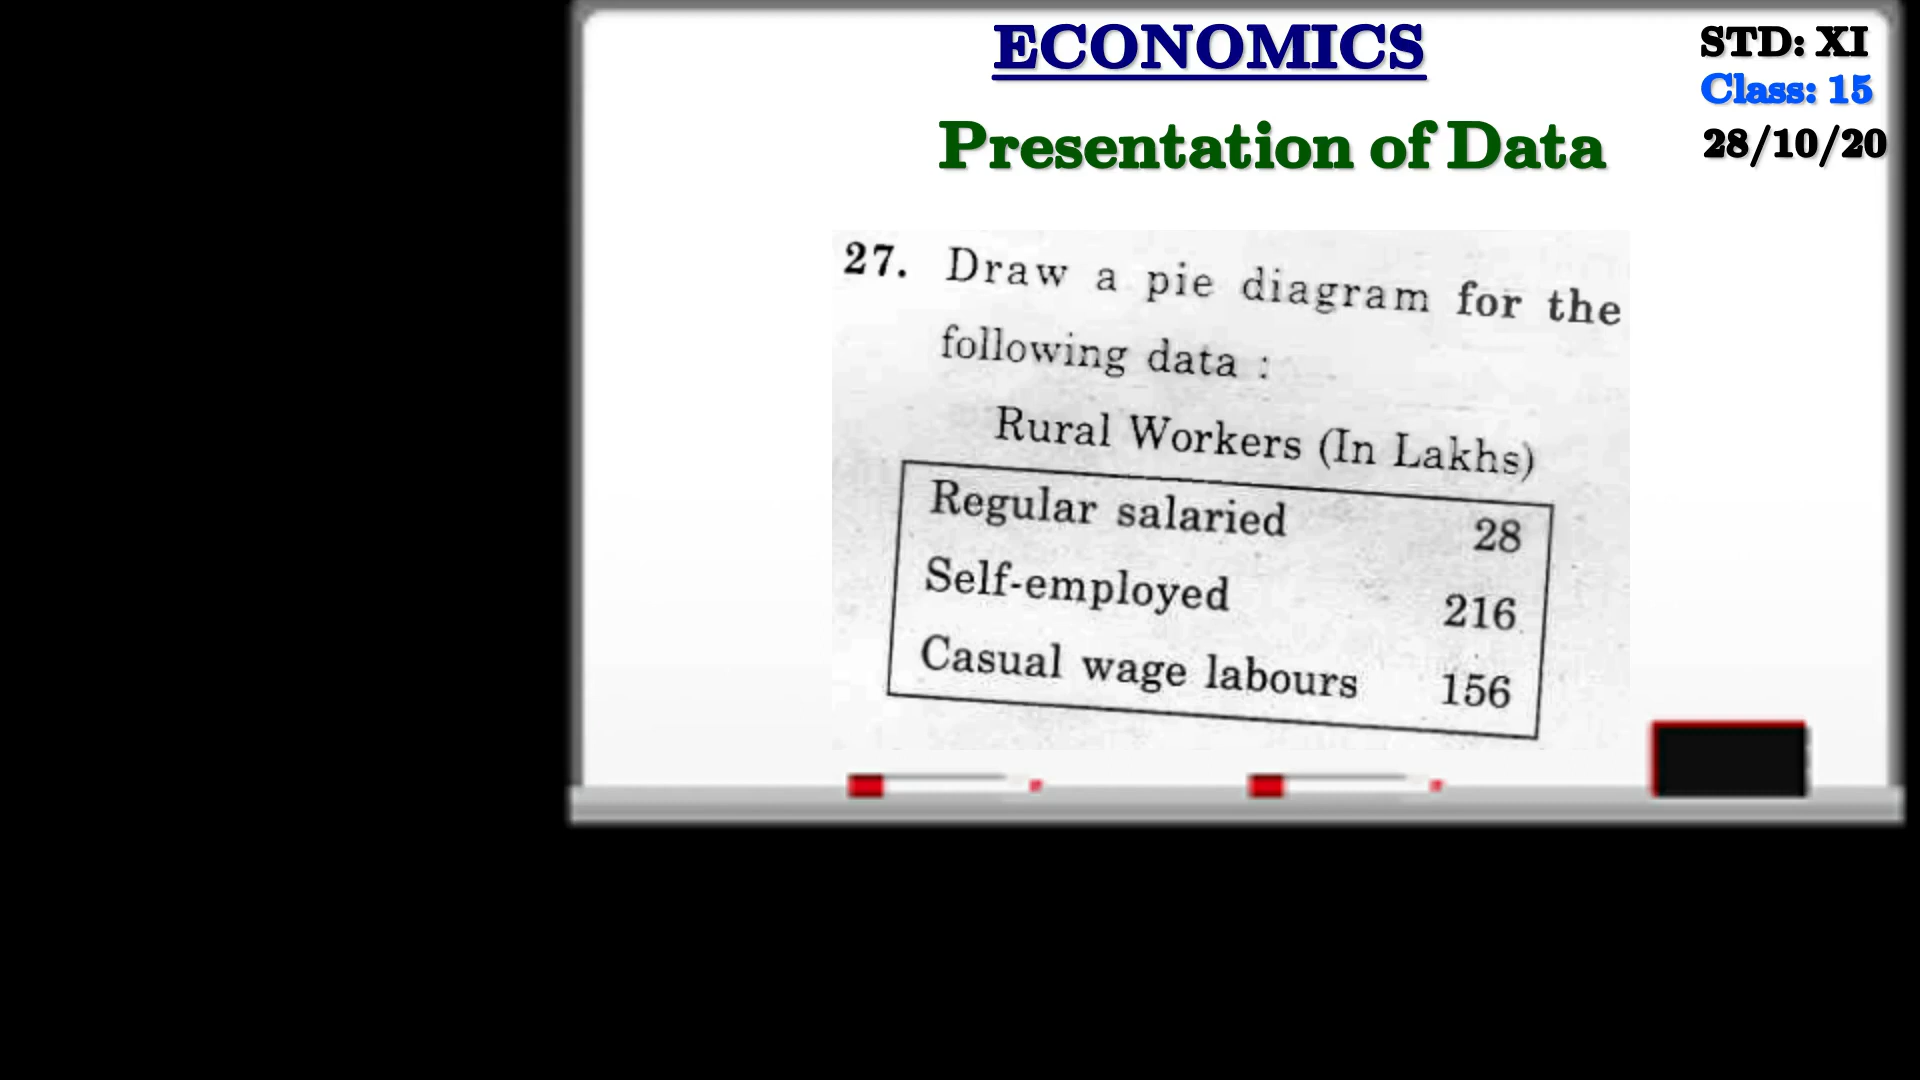 ECONOMICS
STD: XI
Class: 15
28/10/20
Presentation of Data
27. Draw a pie diagram for the
following data :
Rural Workers (In Lakhs)
Regular salaried 28
Self-employed 216
Casual wage labours 156